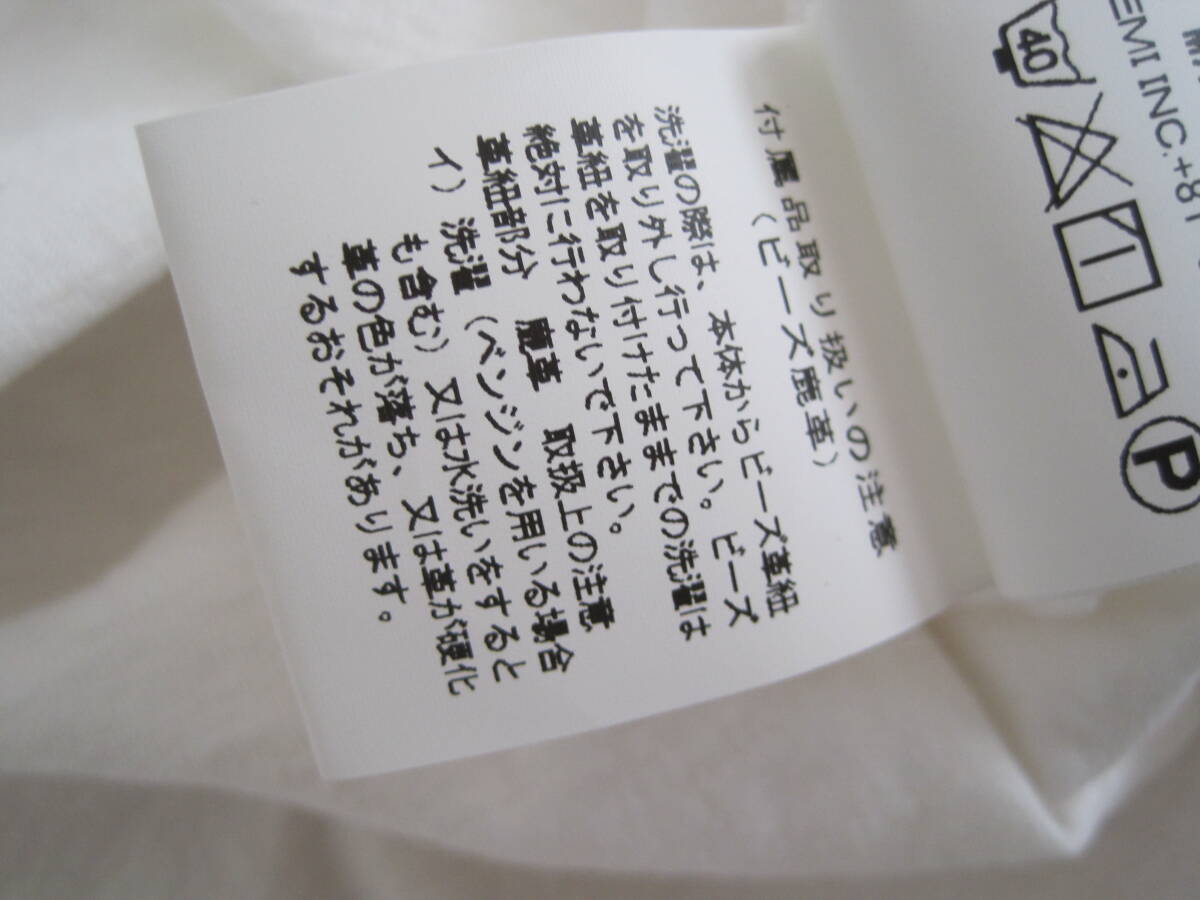 付属品取り扱いの注意
（ビーズ鹿革）
洗濯の際は、本体からビーズ革紐
を取り外し行って下さい。ビーズ
革紐を取り付けたままでの洗濯は
絶対に行わないで下さい。
革紐部分　鹿革　取扱上の注意
イ）洗濯（ベンジンを用いる場合
も含む）又は水洗いをすると
革の色が落ち、又は革が硬化
するおそれがあります。
EMI INC.+81
40
P